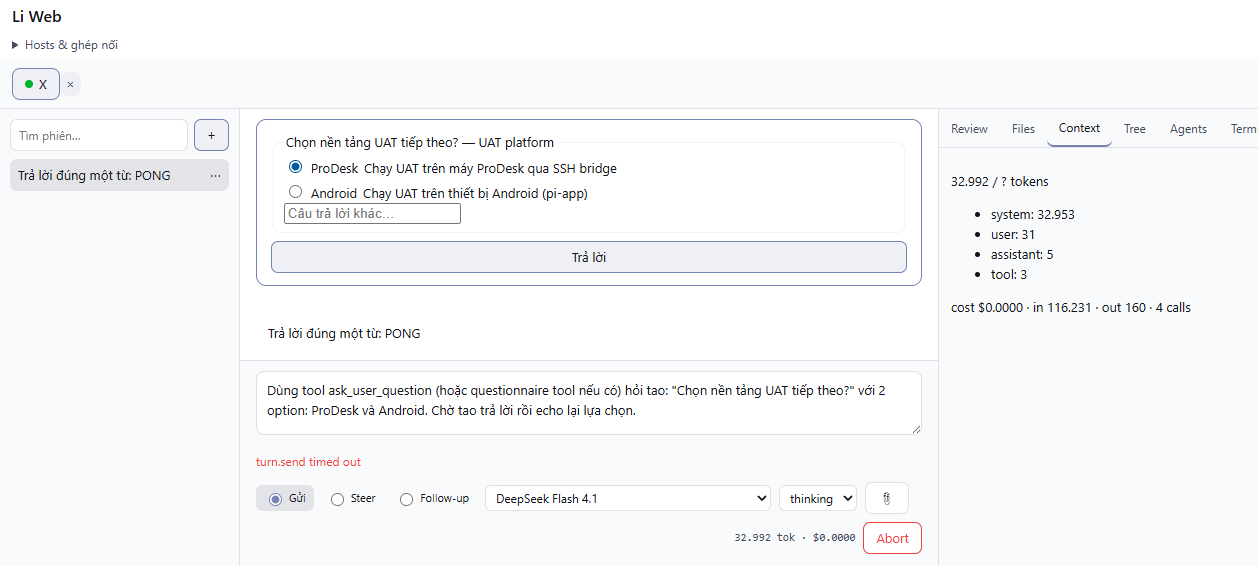 Li Web
▶ Hosts & ghép nối
X ×
Tìm phiên...
+
Trả lời đúng một từ: PONG ...
Chọn nền tảng UAT tiếp theo? — UAT platform
ProDesk Chạy UAT trên máy ProDesk qua SSH bridge
Android Chạy UAT trên thiết bị Android (pi-app)
Câu trả lời khác...
Trả lời
Trả lời đúng một từ: PONG
Dùng tool ask_user_question (hoặc questionnaire tool nếu có) hỏi tao: "Chọn nền tảng UAT tiếp theo?" với 2
option: ProDesk và Android. Chờ tao trả lời rồi echo lại lựa chọn.
turn.send timed out
Gửi Steer Follow-up DeepSeek Flash 4.1 thinking
32.992 tok · $0.0000 Abort
Review Files Context Tree Agents Term
32.992 / ? tokens
• system: 32.953
• user: 31
• assistant: 5
• tool: 3
cost $0.0000 · in 116.231 · out 160 · 4 calls